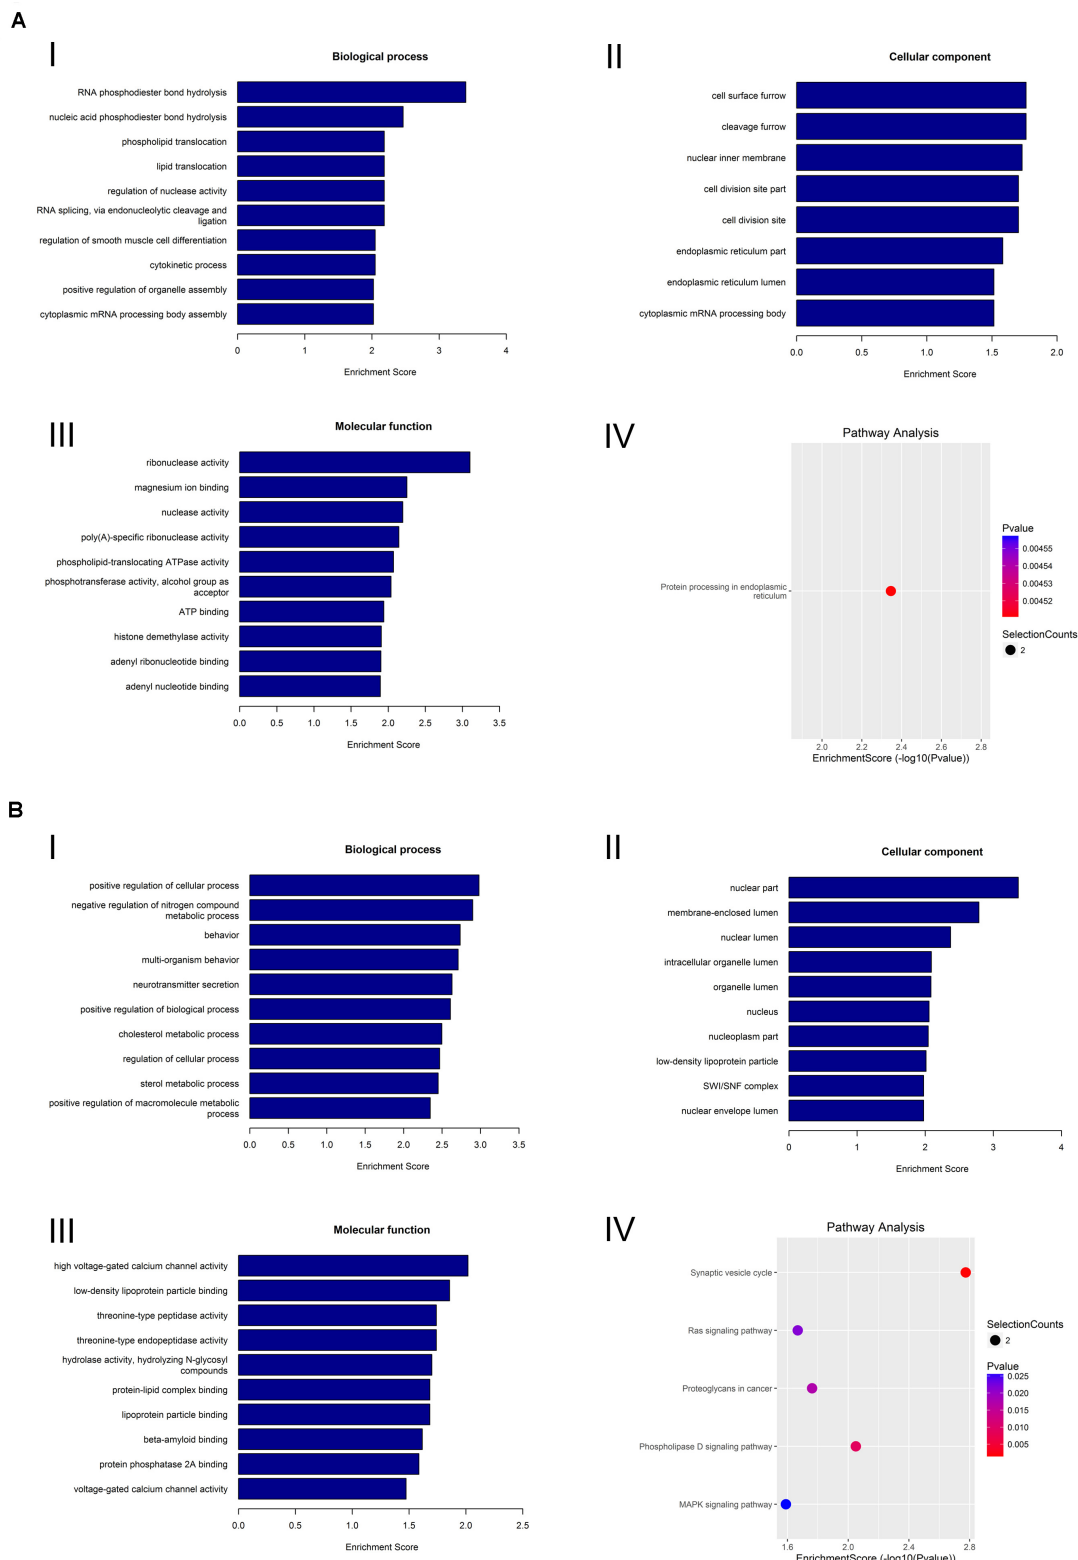 A
I
Biological process
RNA phosphodiester bond hydrolysis
nucleic acid phosphodiester bond hydrolysis
phospholipid translocation
lipid translocation
regulation of nuclease activity
RNA splicing, via endonucleolytic cleavage and
ligation
regulation of smooth muscle cell differentiation
cytokinetic process
positive regulation of organelle assembly
cytoplasmic mRNA processing body assembly
0 1 2 3 4
Enrichment Score
II
Cellular component
cell surface furrow
cleavage furrow
nuclear inner membrane
cell division site part
cell division site
endoplasmic reticulum part
endoplasmic reticulum lumen
cytoplasmic mRNA processing body
0.0 0.5 1.0 1.5 2.0
Enrichment Score
III
Molecular function
ribonuclease activity
magnesium ion binding
nuclease activity
poly(A)-specific ribonuclease activity
phospholipid-translocating ATPase activity
phosphotransferase activity, alcohol group as
acceptor
ATP binding
histone demethylase activity
adenyl ribonucleotide binding
adenyl nucleotide binding
0.0 0.5 1.0 1.5 2.0 2.5 3.0 3.5
Enrichment Score
IV
Pathway Analysis
Protein processing in endoplasmic
reticulum
2.0 2.2 2.4 2.6 2.8
EnrichmentScore (-log10(Pvalue))
Pvalue
0.00455
0.00454
0.00453
0.00452
SelectionCounts
2
B
I
Biological process
positive regulation of cellular process
negative regulation of nitrogen compound
metabolic process
behavior
multi-organism behavior
neurotransmitter secretion
positive regulation of biological process
cholesterol metabolic process
regulation of cellular process
sterol metabolic process
positive regulation of macromolecule metabolic
process
0.0 0.5 1.0 1.5 2.0 2.5 3.0 3.5
Enrichment Score
II
Cellular component
nuclear part
membrane-enclosed lumen
nuclear lumen
intracellular organelle lumen
organelle lumen
nucleus
nucleoplasm part
low-density lipoprotein particle
SWI/SNF complex
nuclear envelope lumen
0 1 2 3 4
Enrichment Score
III
Molecular function
high voltage-gated calcium channel activity
low-density lipoprotein particle binding
threonine-type peptidase activity
threonine-type endopeptidase activity
hydrolase activity, hydrolyzing N-glycosyl
compounds
protein-lipid complex binding
lipoprotein particle binding
beta-amyloid binding
protein phosphatase 2A binding
voltage-gated calcium channel activity
0.0 0.5 1.0 1.5 2.0 2.5
Enrichment Score
IV
Pathway Analysis
Synaptic vesicle cycle
Ras signaling pathway
Proteoglycans in cancer
Phospholipase D signaling pathway
MAPK signaling pathway
1.6 2.0 2.4 2.8
EnrichmentScore (-log10(Pvalue))
SelectionCounts
2
Pvalue
0.025
0.020
0.015
0.010
0.005